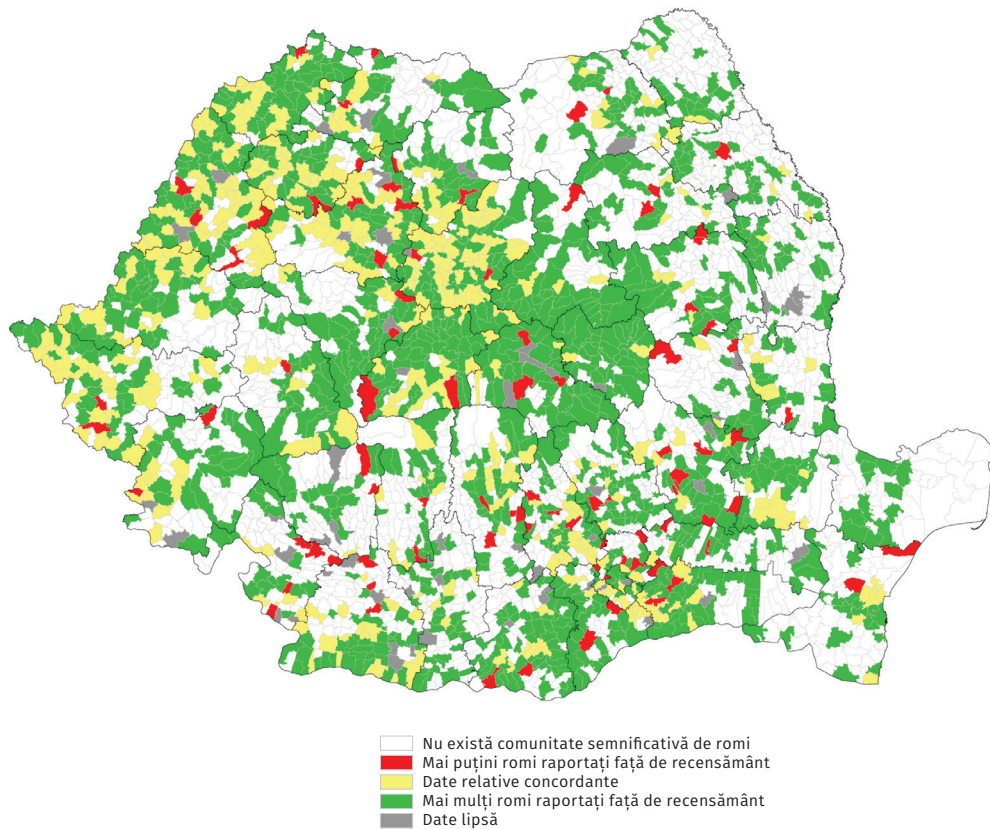 Nu există comunitate semnificativă de romi
Mai puțini romi raportați față de recensământ
Date relative concordante
Mai mulți romi raportați față de recensământ
Date lipsă